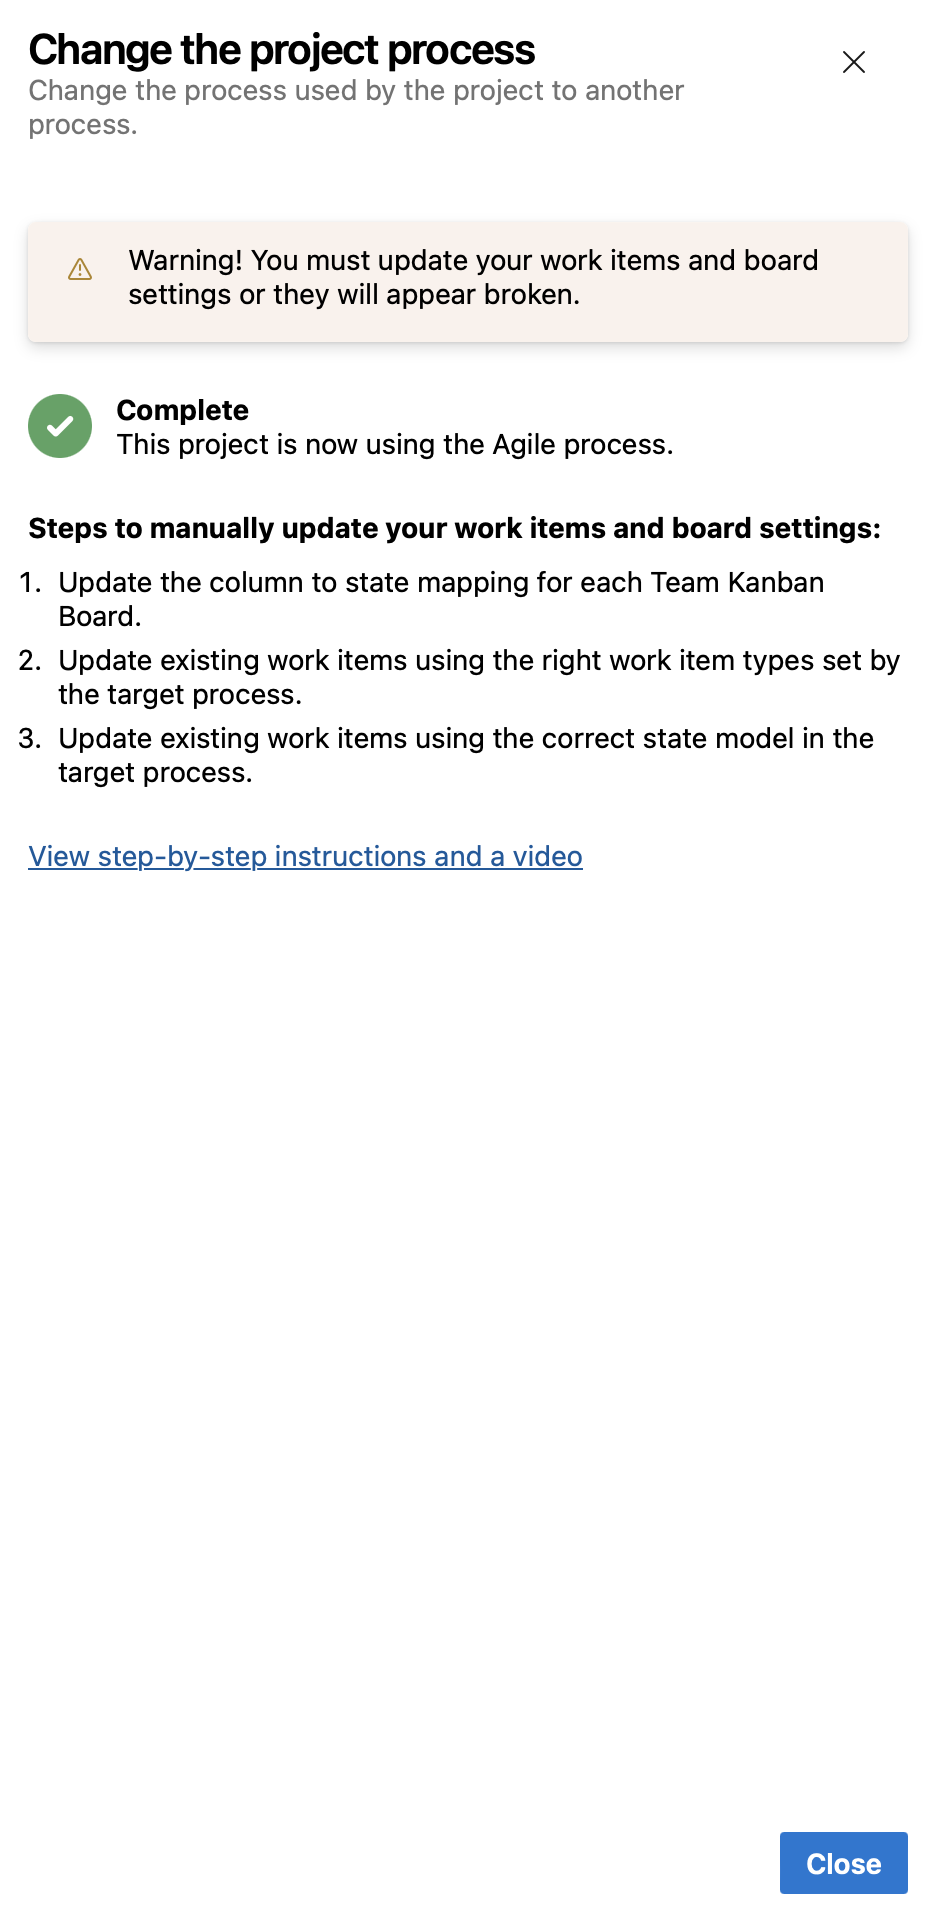 Change the project process
Change the process used by the project to another
process.
Warning! You must update your work items and board
settings or they will appear broken.
Complete
This project is now using the Agile process.
Steps to manually update your work items and board settings:
1. Update the column to state mapping for each Team Kanban
Board.
2. Update existing work items using the right work item types set by
the target process.
3. Update existing work items using the correct state model in the
target process.
View step-by-step instructions and a video
Close